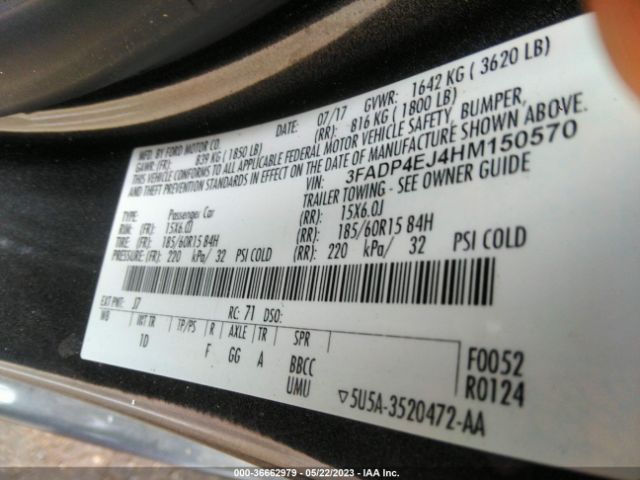 MFD. BY FORD MOTOR CO.
DATE: 07/17 GVWR: 1642 KG ( 3620 LB)
GAWR: (FR): 839 KG ( 1850 LB) (RR): 816 KG ( 1800 LB)
THIS VEHICLE CONFORMS TO ALL APPLICABLE FEDERAL MOTOR VEHICLE SAFETY, BUMPER,
AND THEFT PREVENTION STANDARDS IN EFFECT ON THE DATE OF MANUFACTURE SHOWN ABOVE.
VIN: 3FADP4EJ4HM150570
TYPE: Passenger Car TRAILER TOWING - SEE OWNER GUIDE
RIM: (FR): 15X6.0J (RR): 15X6.0J
TIRE: (FR): 185/60R15 84H (RR): 185/60R15 84H
PRESSURE: (FR): 220 kPa/ 32 PSI COLD (RR): 220 kPa/ 32 PSI COLD
EXT PNT: J7 RC: 71 DSO:
WB INT TR TP/PS R AXLE TR SPR
1D F GG A BBCC
UMU
F0052
R0124
▽5U5A-3520472-AA
000-36662979 - 05/22/2023 - IAA Inc.